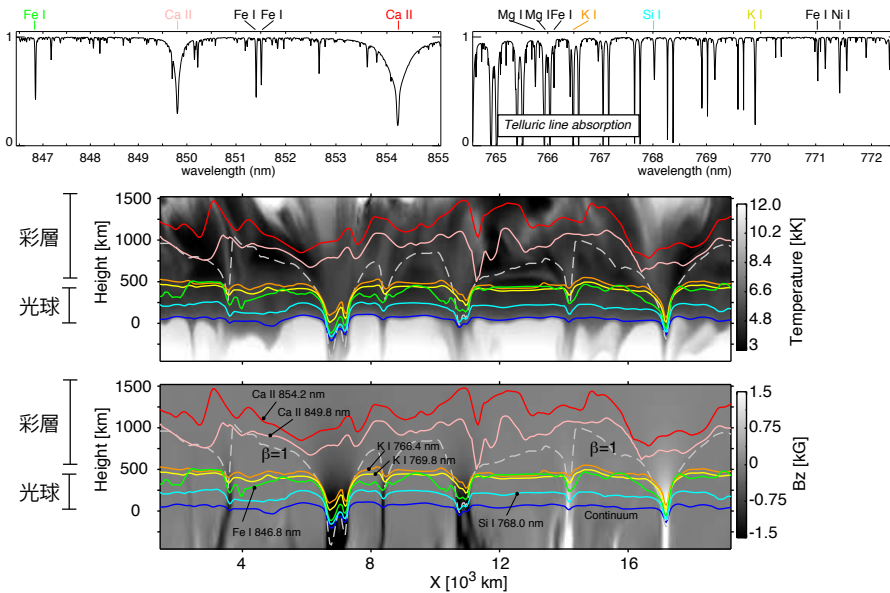 Fe I Ca II Fe I Fe I Ca II
Mg I Mg I Fe I K I Si I K I Fe I Ni I
1
0
847 848 849 850 851 852 853 854 855
wavelength (nm)
1
0
Telluric line absorption
765 766 767 768 769 770 771 772
wavelength (nm)
彩層
光球
Height [km]
1500
1000
500
0
12.0
10.2
8.4
6.6
4.8
3
Temperature [kK]
彩層
光球
Height [km]
1500
1000
500
0
Ca II 854.2 nm
Ca II 849.8 nm
β=1
K I 766.4 nm
K I 769.8 nm
β=1
Fe I 846.8 nm
Si I 768.0 nm
Continuum
1.5
0.75
0
-0.75
-1.5
Bz [kG]
4 8 12 16
X [10³ km]